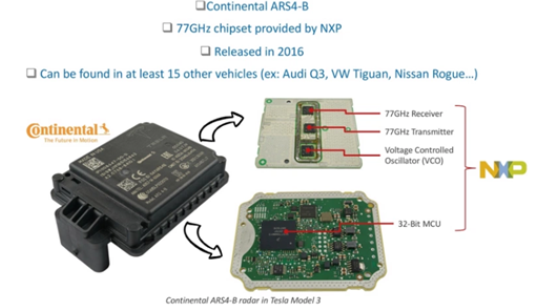 ☐Continental ARS4-B
☐ 77GHz chipset provided by NXP
☐ Released in 2016
☐ Can be found in at least 15 other vehicles (ex: Audi Q3, VW Tiguan, Nissan Rogue…)
Continental
The Future in Motion
77GHz Receiver
77GHz Transmitter
Voltage Controlled
Oscillator (VCO)
NXP
32-Bit MCU
Continental ARS4-B radar in Tesla Model 3